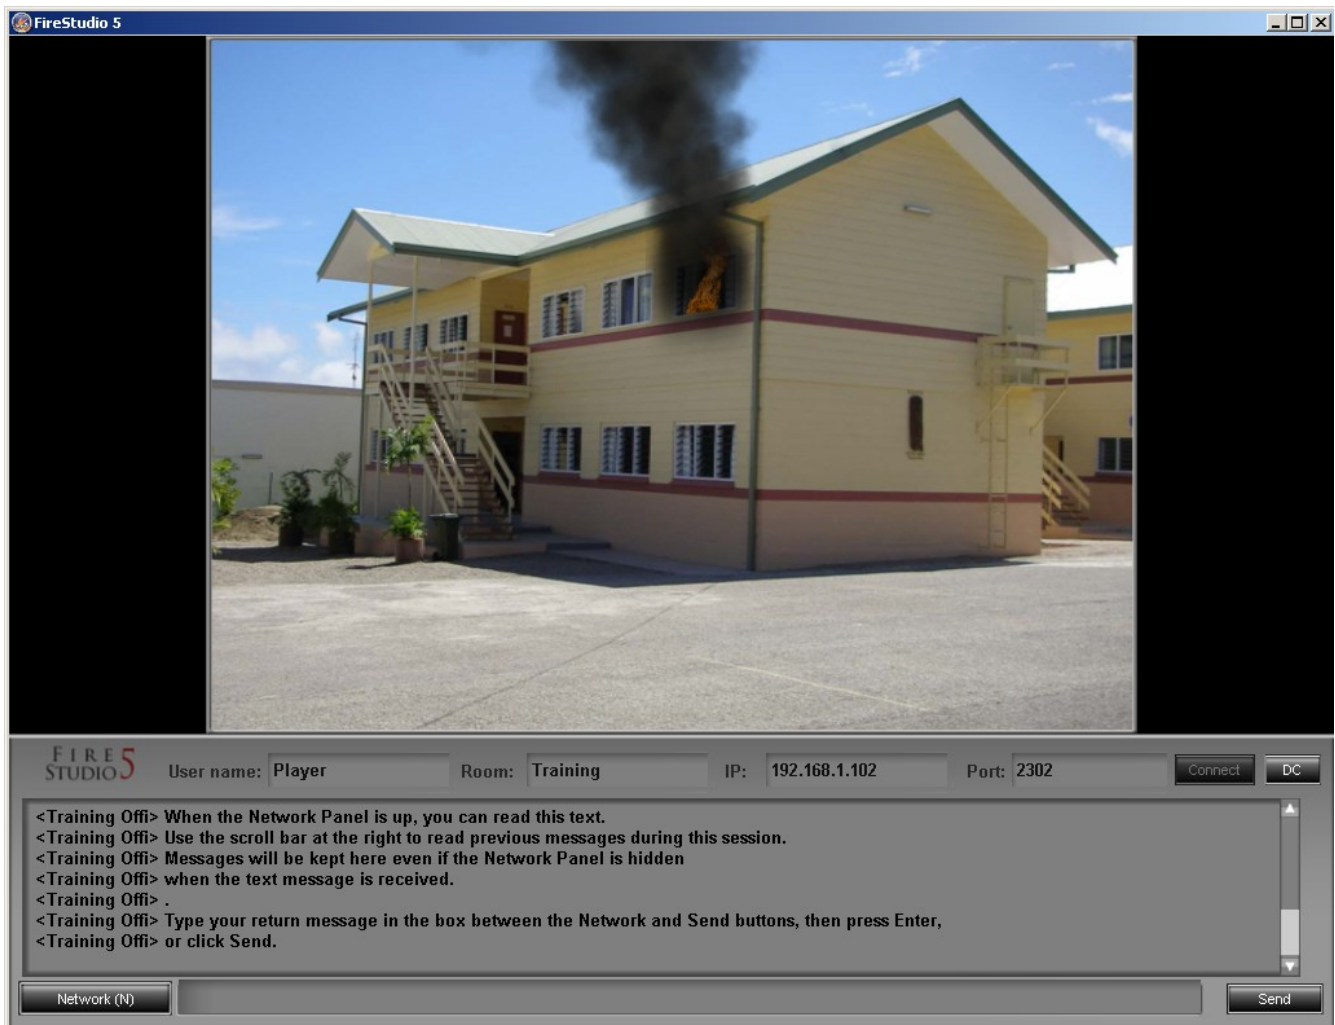 FireStudio 5
FIRE STUDIO 5
User name: Player Room: Training IP: 192.168.1.102 Port: 2302 Connect DC
<Training Offi> When the Network Panel is up, you can read this text.
<Training Offi> Use the scroll bar at the right to read previous messages during this session.
<Training Offi> Messages will be kept here even if the Network Panel is hidden
<Training Offi> when the text message is received.
<Training Offi> .
<Training Offi> Type your return message in the box between the Network and Send buttons, then press Enter,
<Training Offi> or click Send.
Network (N) Send